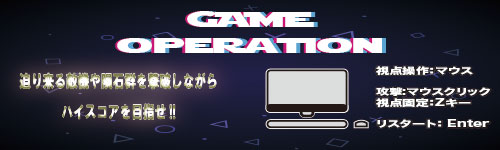 GAME
OPERATION
迫り来る敵機や隕石群を撃破しながら
ハイスコアを目指せ!!
視点操作:マウス
攻撃:マウスクリック
視点固定:Zキー
リスタート: Enter